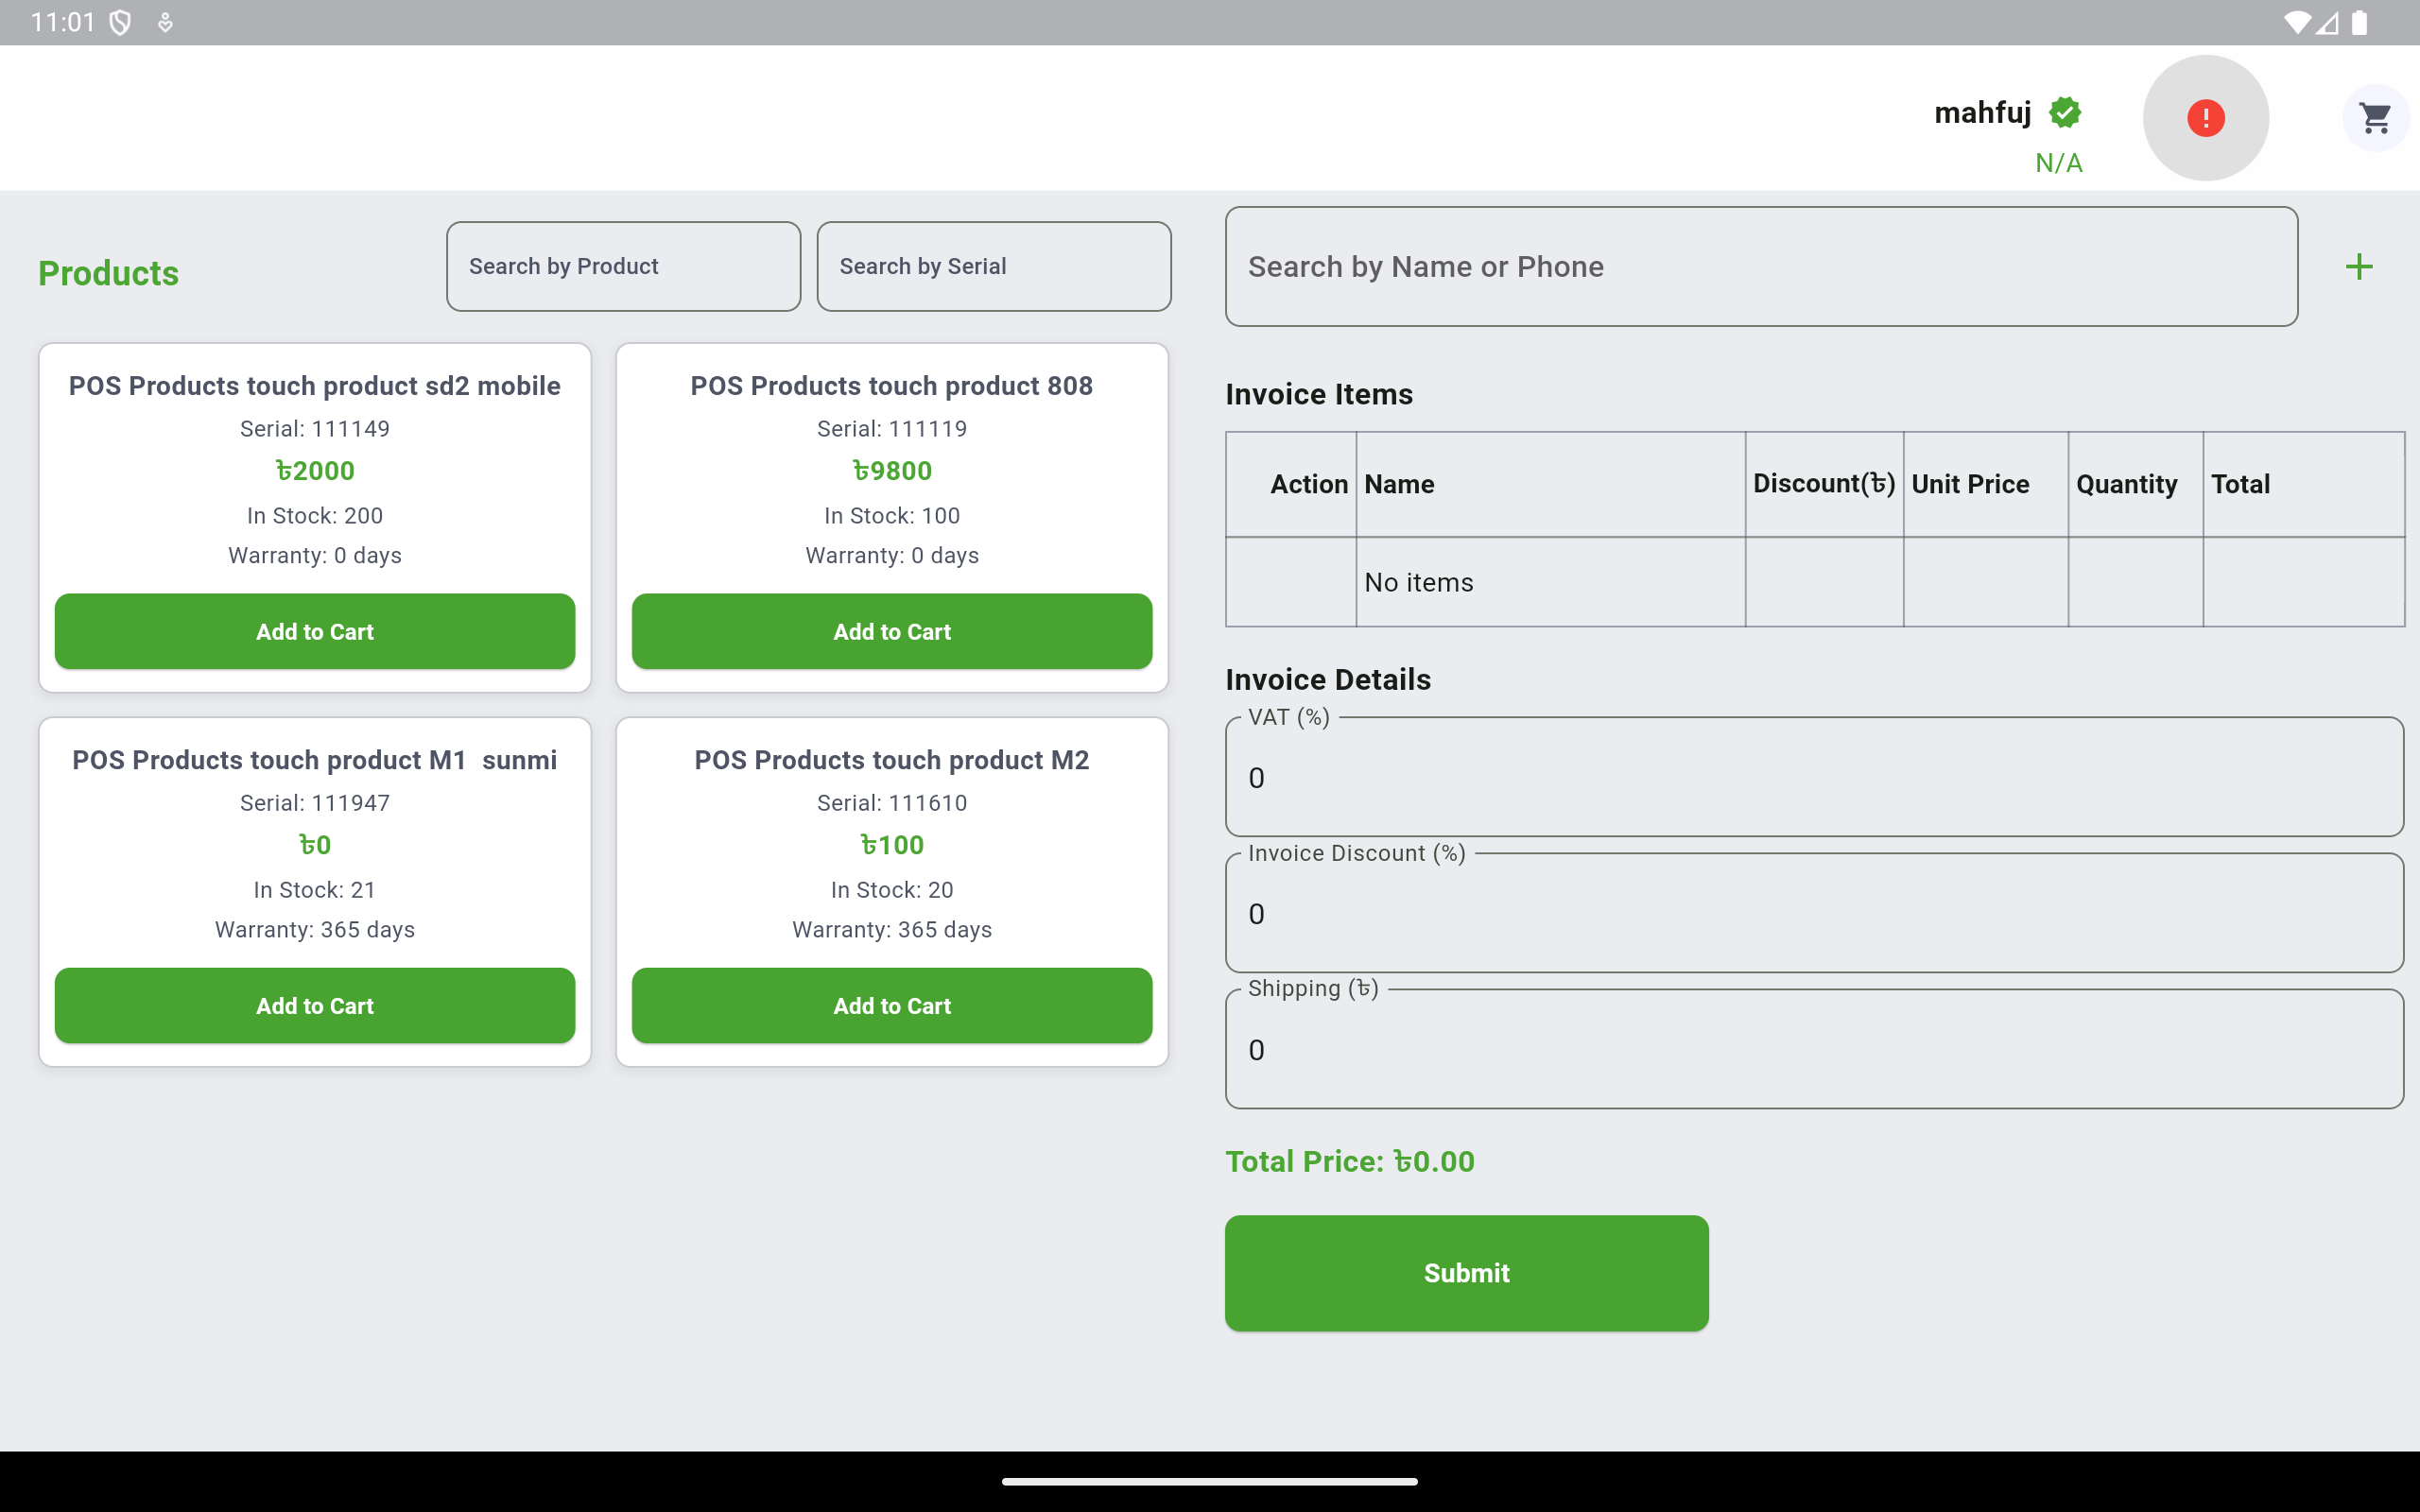 11:01
mahfuj
N/A
Products
Search by Product
Search by Serial
POS Products touch product sd2 mobile
Serial: 111149
৳2000
In Stock: 200
Warranty: 0 days
Add to Cart
POS Products touch product 808
Serial: 111119
৳9800
In Stock: 100
Warranty: 0 days
Add to Cart
POS Products touch product M1  sunmi
Serial: 111947
৳0
In Stock: 21
Warranty: 365 days
Add to Cart
POS Products touch product M2
Serial: 111610
৳100
In Stock: 20
Warranty: 365 days
Add to Cart
Search by Name or Phone
Invoice Items
Action Name Discount(৳) Unit Price Quantity Total
No items
Invoice Details
VAT (%)
0
Invoice Discount (%)
0
Shipping (৳)
0
Total Price: ৳0.00
Submit